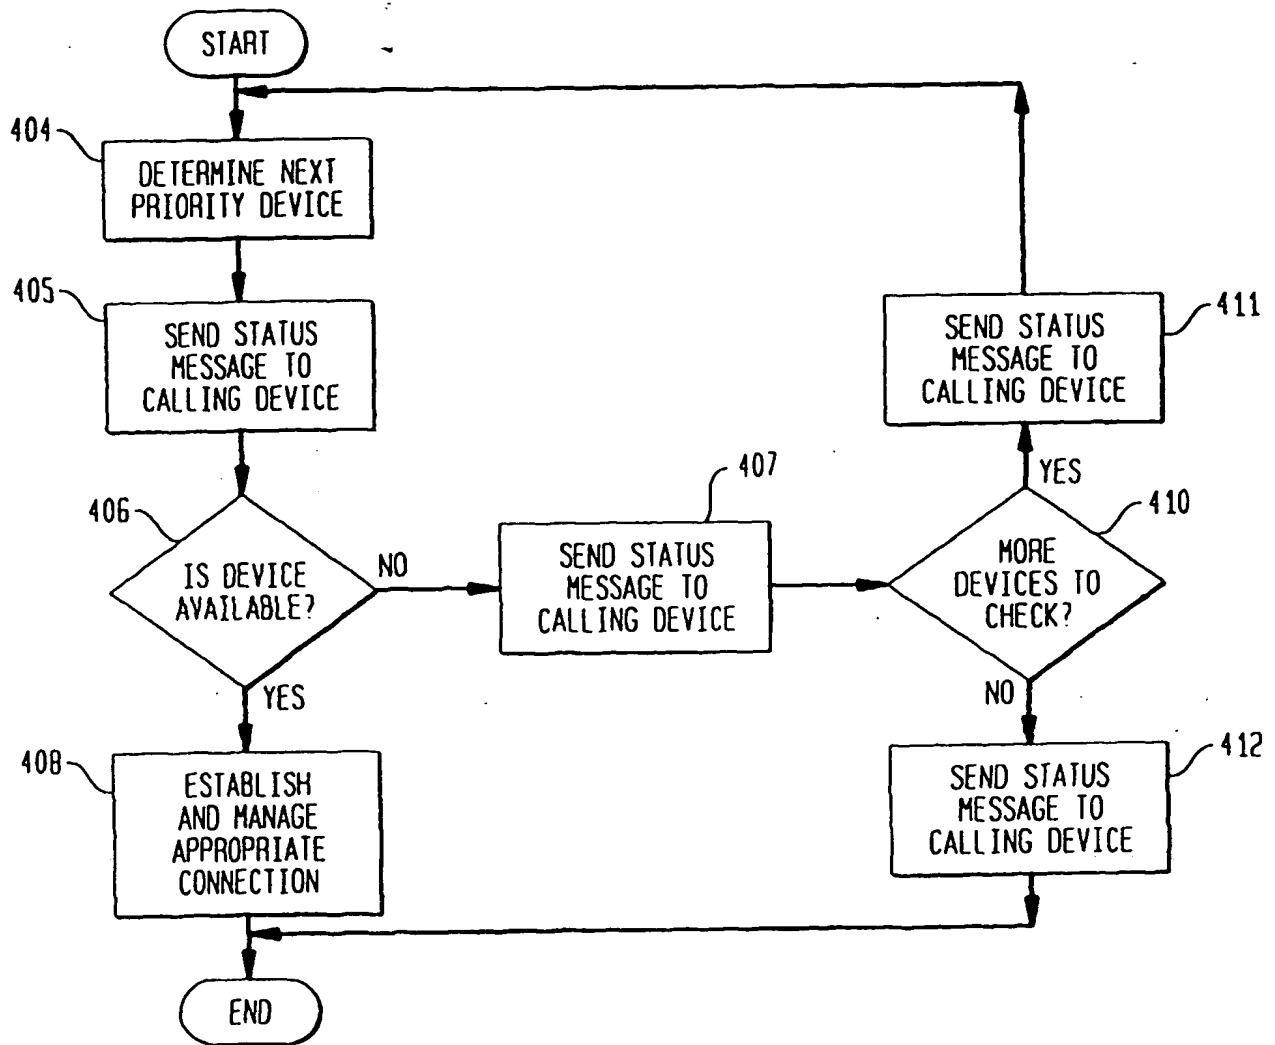 START
404
DETERMINE NEXT
PRIORITY DEVICE
405
SEND STATUS
MESSAGE TO
CALLING DEVICE
411
SEND STATUS
MESSAGE TO
CALLING DEVICE
406
IS DEVICE
AVAILABLE?
NO
YES
407
SEND STATUS
MESSAGE TO
CALLING DEVICE
YES
410
MORE
DEVICES TO
CHECK?
NO
408
ESTABLISH
AND MANAGE
APPROPRIATE
CONNECTION
412
SEND STATUS
MESSAGE TO
CALLING DEVICE
END